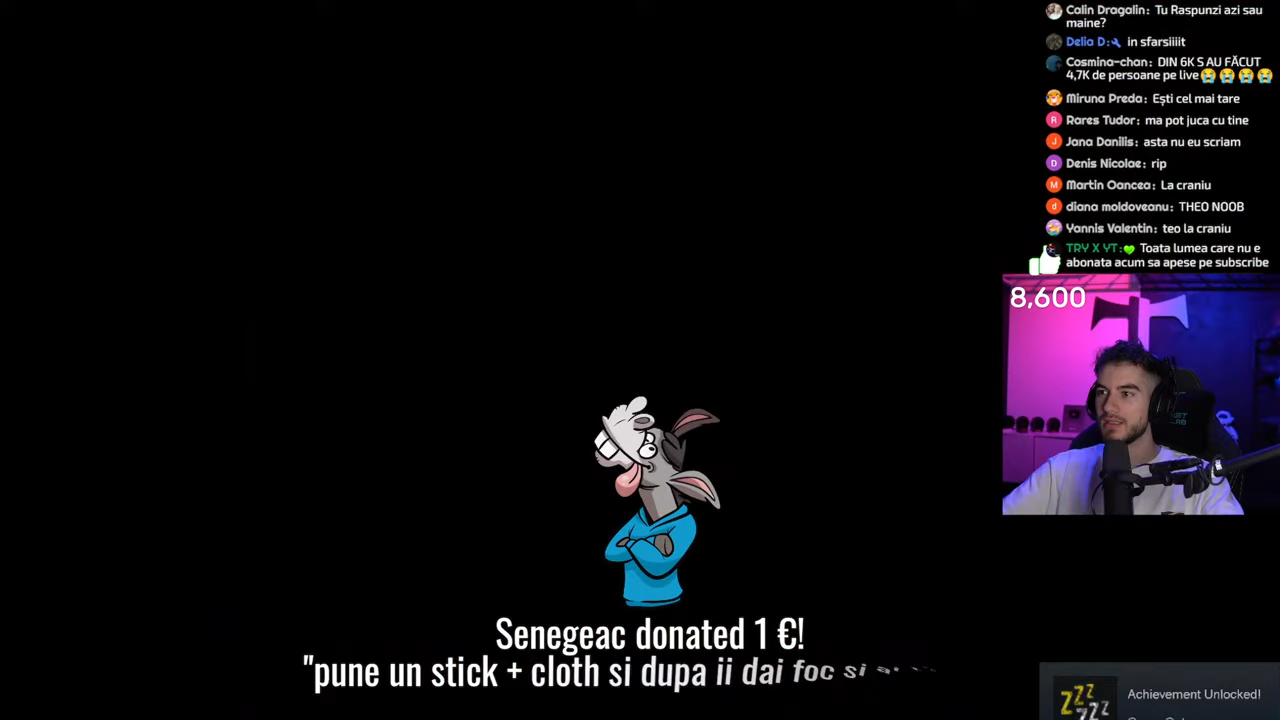 Calin Dragalin: Tu Raspunzi azi sau
maine?
Delia D: in sfarsiiiit
Cosmina-chan: DIN 6K S AU FĂCUT
4,7K de persoane pe live😭😭😭😭
Miruna Preda: Ești cel mai tare
Rares Tudor: ma pot juca cu tine
Jana Danilis: asta nu eu scriam
Denis Nicolae: rip
Martin Oancea: La craniu
diana moldoveanu: THEO NOOB
Yannis Valentin: teo la craniu
TRY X YT: Toata lumea care nu e
abonata acum sa apese pe subscribe
8,600
Senegeac donated 1 €!
"pune un stick + cloth si dupa ii dai foc si
Achievement Unlocked!